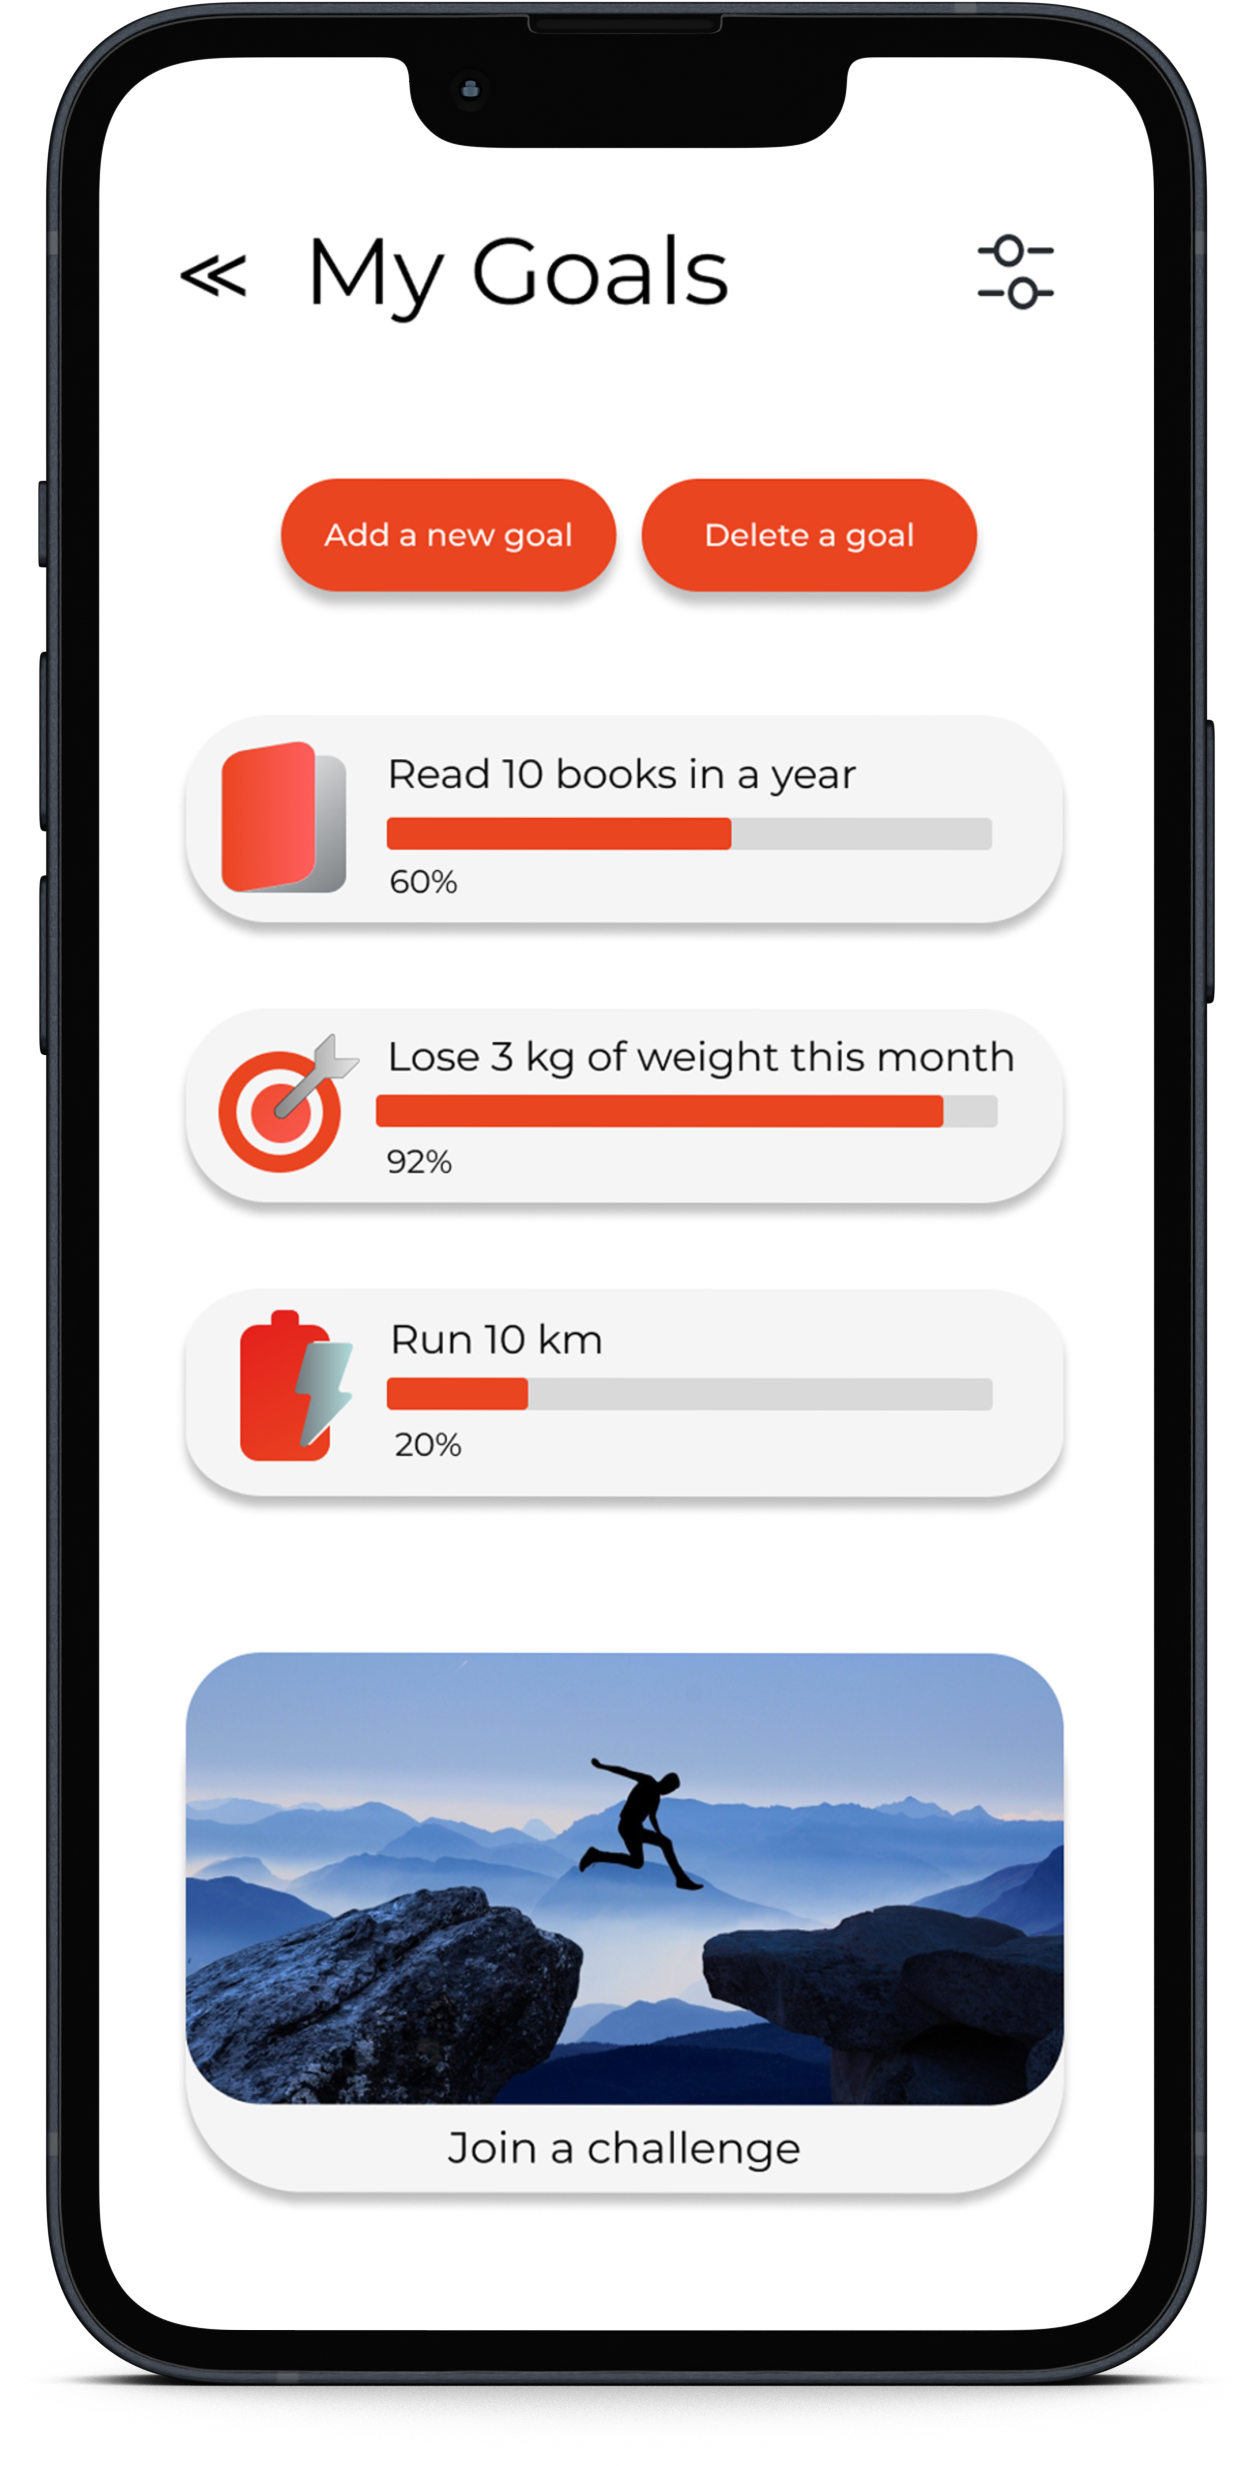 ≪ My Goals
Add a new goal
Delete a goal
Read 10 books in a year
60%
Lose 3 kg of weight this month
92%
Run 10 km
20%
Join a challenge